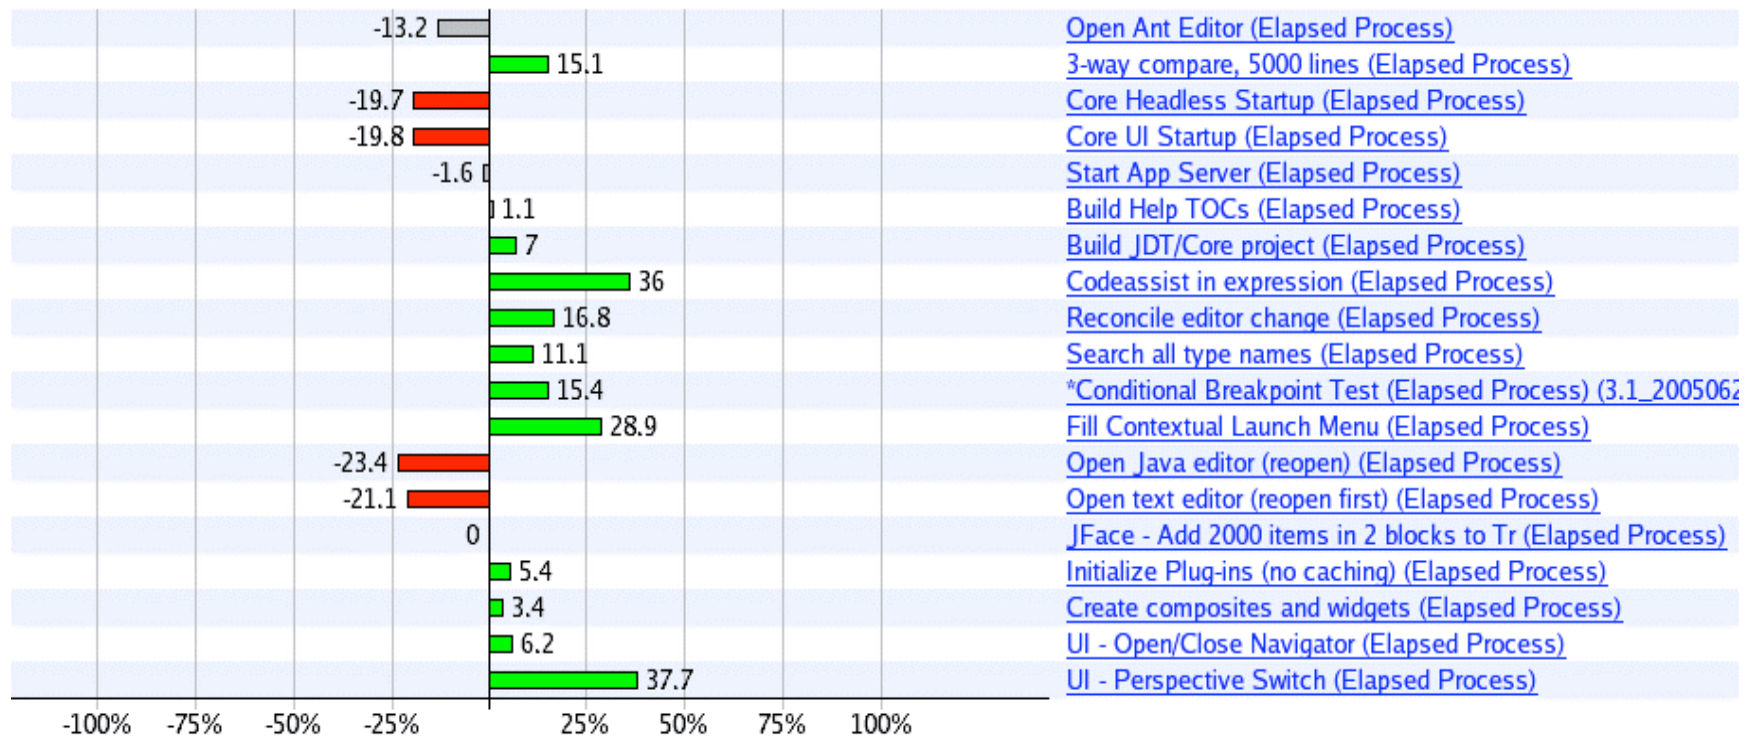 -13.2 Open Ant Editor (Elapsed Process)
15.1 3-way compare, 5000 lines (Elapsed Process)
-19.7 Core Headless Startup (Elapsed Process)
-19.8 Core UI Startup (Elapsed Process)
-1.6 Start App Server (Elapsed Process)
1.1 Build Help TOCs (Elapsed Process)
7 Build JDT/Core project (Elapsed Process)
36 Codeassist in expression (Elapsed Process)
16.8 Reconcile editor change (Elapsed Process)
11.1 Search all type names (Elapsed Process)
15.4 *Conditional Breakpoint Test (Elapsed Process) (3.1_2005062
28.9 Fill Contextual Launch Menu (Elapsed Process)
-23.4 Open Java editor (reopen) (Elapsed Process)
-21.1 Open text editor (reopen first) (Elapsed Process)
0 JFace - Add 2000 items in 2 blocks to Tr (Elapsed Process)
5.4 Initialize Plug-ins (no caching) (Elapsed Process)
3.4 Create composites and widgets (Elapsed Process)
6.2 UI - Open/Close Navigator (Elapsed Process)
37.7 UI - Perspective Switch (Elapsed Process)
-100% -75% -50% -25% 25% 50% 75% 100%